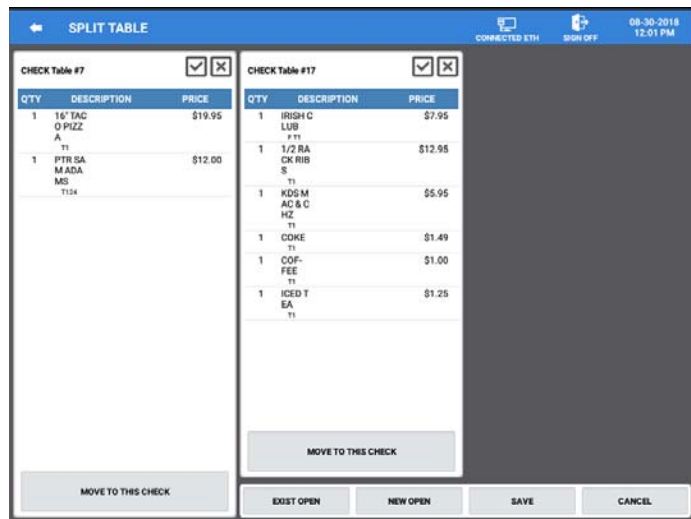 SPLIT TABLE
CONNECTED ETH
SIGN OFF
08-30-2018
12:01 PM
CHECK Table #7
Q'TY DESCRIPTION PRICE
1 16" TAC $19.95
O PIZZ
A
T1
1 PTR SA $12.00
M ADA
MS
T124
MOVE TO THIS CHECK
CHECK Table #17
Q'TY DESCRIPTION PRICE
1 IRISH C $7.95
LUB
F T1
1 1/2 RA $12.95
CK RIB
S
T1
1 KDS M $5.95
AC & C
HZ
T1
1 COKE $1.49
T1
1 COF- $1.00
FEE
T1
1 ICED T $1.25
EA
T1
MOVE TO THIS CHECK
EXIST OPEN
NEW OPEN
SAVE
CANCEL